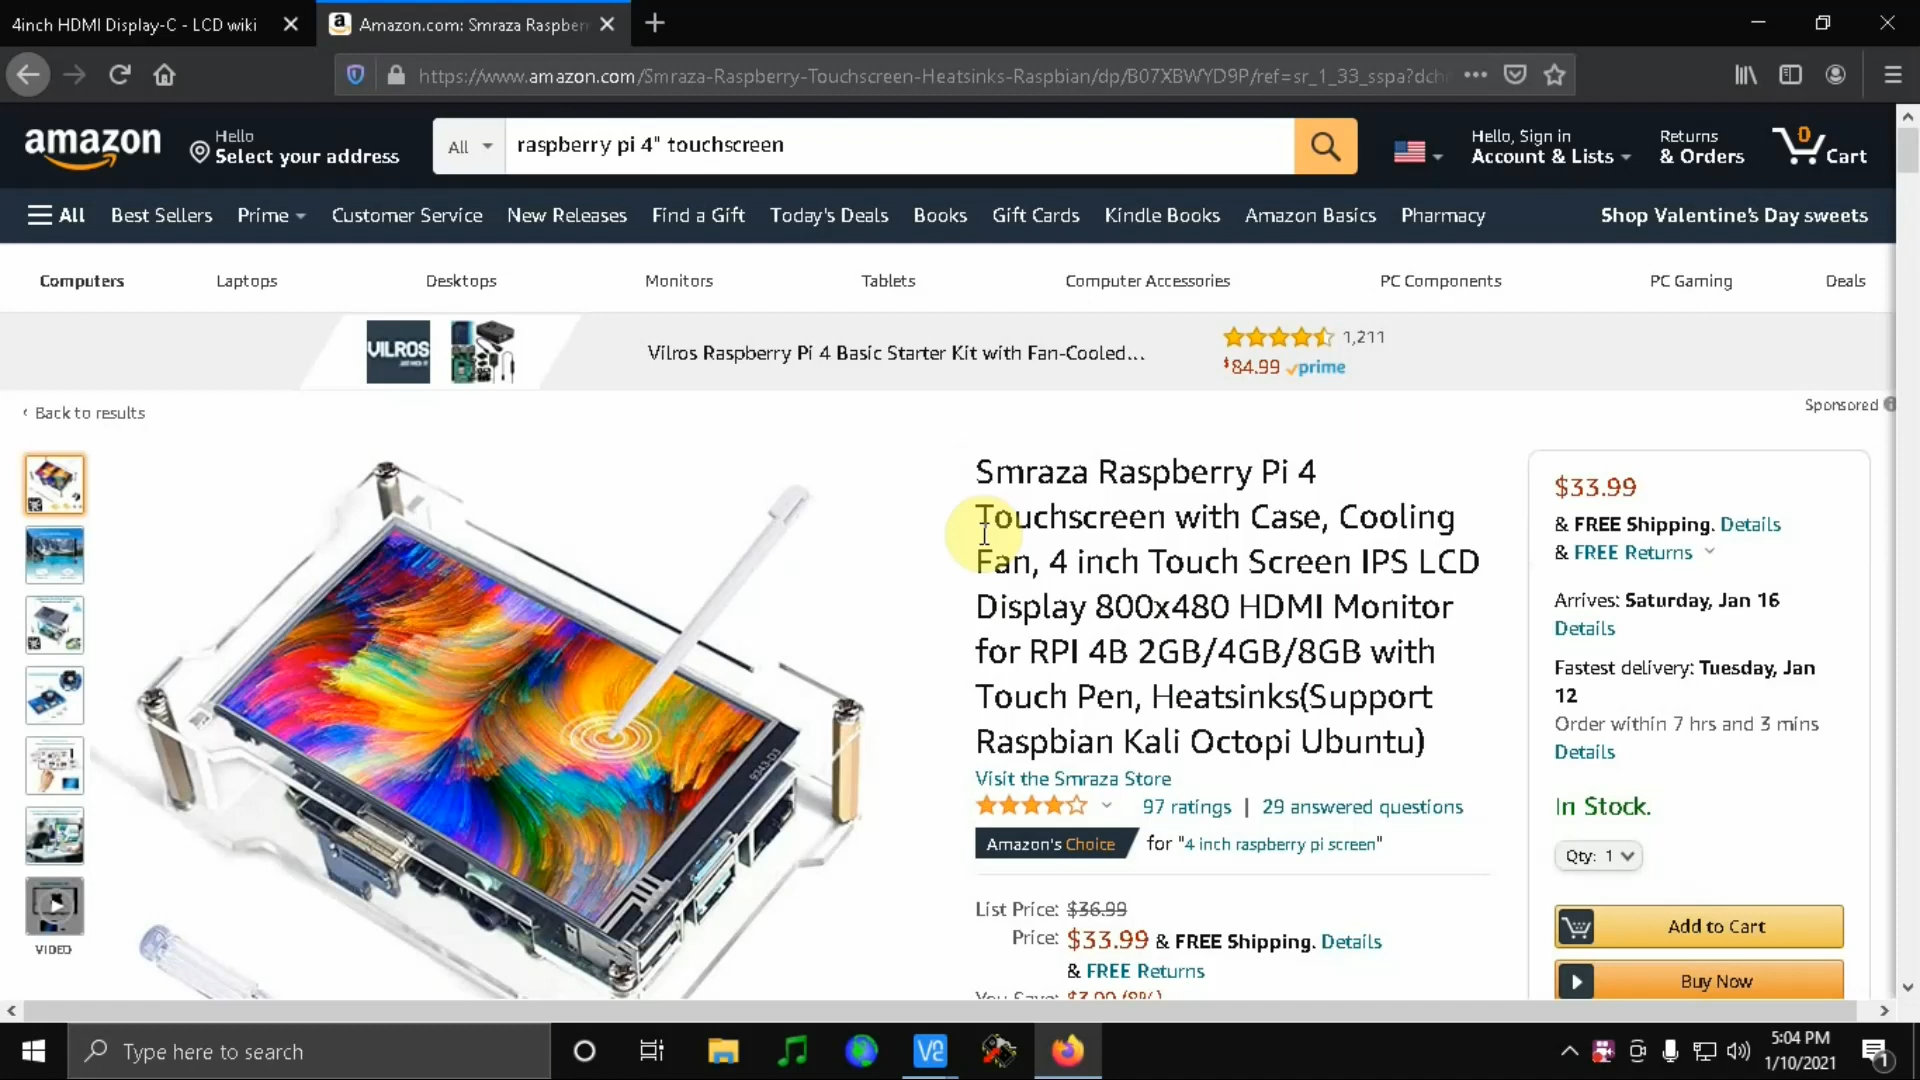 4inch HDMI Display-C - LCD wiki
Amazon.com: Smraza Raspber
https://www.amazon.com/Smraza-Raspberry-Touchscreen-Heatsinks-Raspbian/dp/B07XBWYD9P/ref=sr_1_33_sspa?dch
amazon
Hello
Select your address
All
raspberry pi 4" touchscreen
Hello, Sign in
Account & Lists
Returns
& Orders
0
Cart
All
Best Sellers
Prime
Customer Service
New Releases
Find a Gift
Today's Deals
Books
Gift Cards
Kindle Books
Amazon Basics
Pharmacy
Shop Valentine's Day sweets
Computers
Laptops
Desktops
Monitors
Tablets
Computer Accessories
PC Components
PC Gaming
Deals
VILROS
Vilros Raspberry Pi 4 Basic Starter Kit with Fan-Cooled...
1,211
$84.99 prime
‹ Back to results
Sponsored
Smraza Raspberry Pi 4
Touchscreen with Case, Cooling
Fan, 4 inch Touch Screen IPS LCD
Display 800x480 HDMI Monitor
for RPI 4B 2GB/4GB/8GB with
Touch Pen, Heatsinks(Support
Raspbian Kali Octopi Ubuntu)
Visit the Smraza Store
97 ratings | 29 answered questions
Amazon's Choice for "4 inch raspberry pi screen"
List Price: $36.99
Price: $33.99 & FREE Shipping. Details
& FREE Returns
You Save: $3.00 (8%)
VIDEO
$33.99
& FREE Shipping. Details
& FREE Returns
Arrives: Saturday, Jan 16
Details
Fastest delivery: Tuesday, Jan
12
Order within 7 hrs and 3 mins
Details
In Stock.
Qty: 1
Add to Cart
Buy Now
Type here to search
5:04 PM
1/10/2021
1